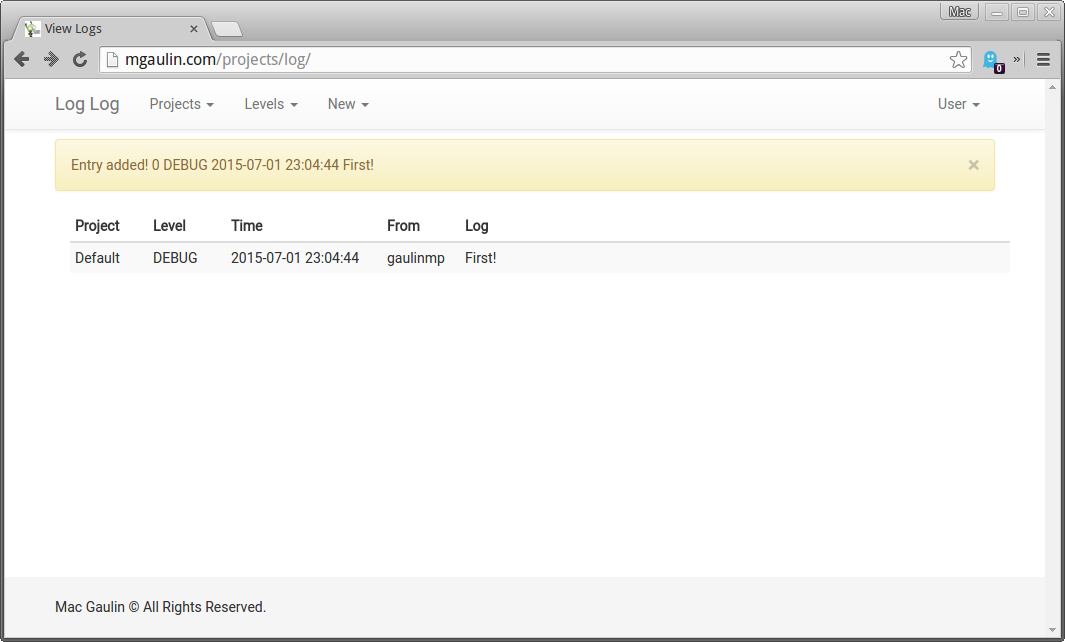 Mac
View Logs
mgaulin.com/projects/log/
0
»
Log Log Projects Levels New User
Entry added! 0 DEBUG 2015-07-01 23:04:44 First! ×
Project Level Time From Log
Default DEBUG 2015-07-01 23:04:44 gaulinmp First!
Mac Gaulin © All Rights Reserved.